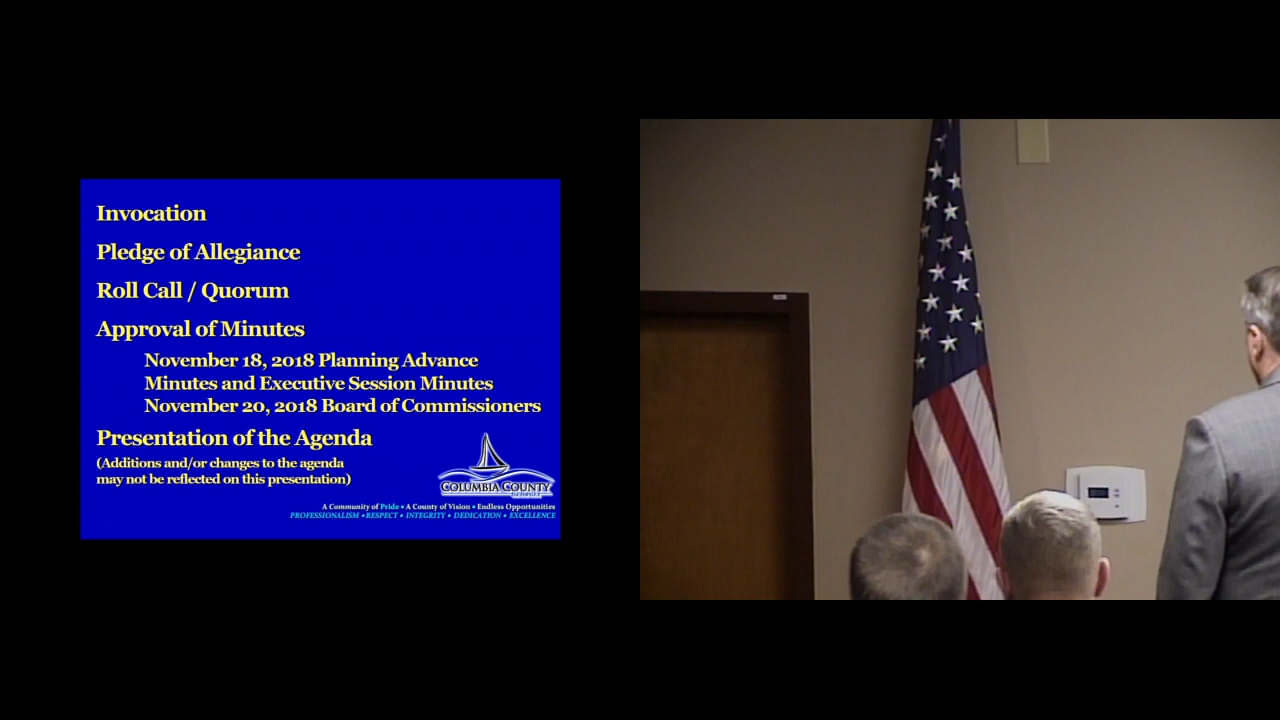 Invocation
Pledge of Allegiance
Roll Call / Quorum
Approval of Minutes
November 18, 2018 Planning Advance
Minutes and Executive Session Minutes
November 20, 2018 Board of Commissioners
Presentation of the Agenda
(Additions and/or changes to the agenda
may not be reflected on this presentation)
COLUMBIA COUNTY
A Community of Pride • A County of Vision • Endless Opportunities
PROFESSIONALISM • RESPECT • INTEGRITY • DEDICATION • EXCELLENCE